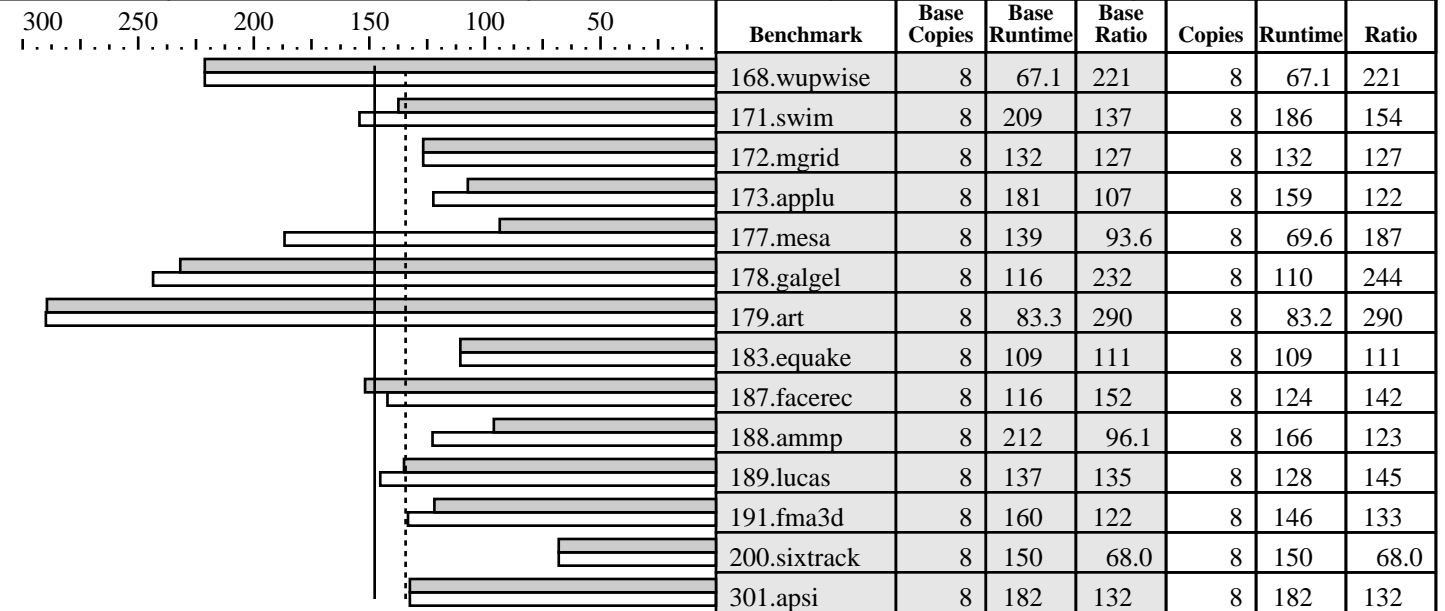 300 250 200 150 100 50
Benchmark Base Copies Base Runtime Base Ratio Copies Runtime Ratio
168.wupwise 8 67.1 221 8 67.1 221
171.swim 8 209 137 8 186 154
172.mgrid 8 132 127 8 132 127
173.applu 8 181 107 8 159 122
177.mesa 8 139 93.6 8 69.6 187
178.galgel 8 116 232 8 110 244
179.art 8 83.3 290 8 83.2 290
183.equake 8 109 111 8 109 111
187.facerec 8 116 152 8 124 142
188.ammp 8 212 96.1 8 166 123
189.lucas 8 137 135 8 128 145
191.fma3d 8 160 122 8 146 133
200.sixtrack 8 150 68.0 8 150 68.0
301.apsi 8 182 132 8 182 132